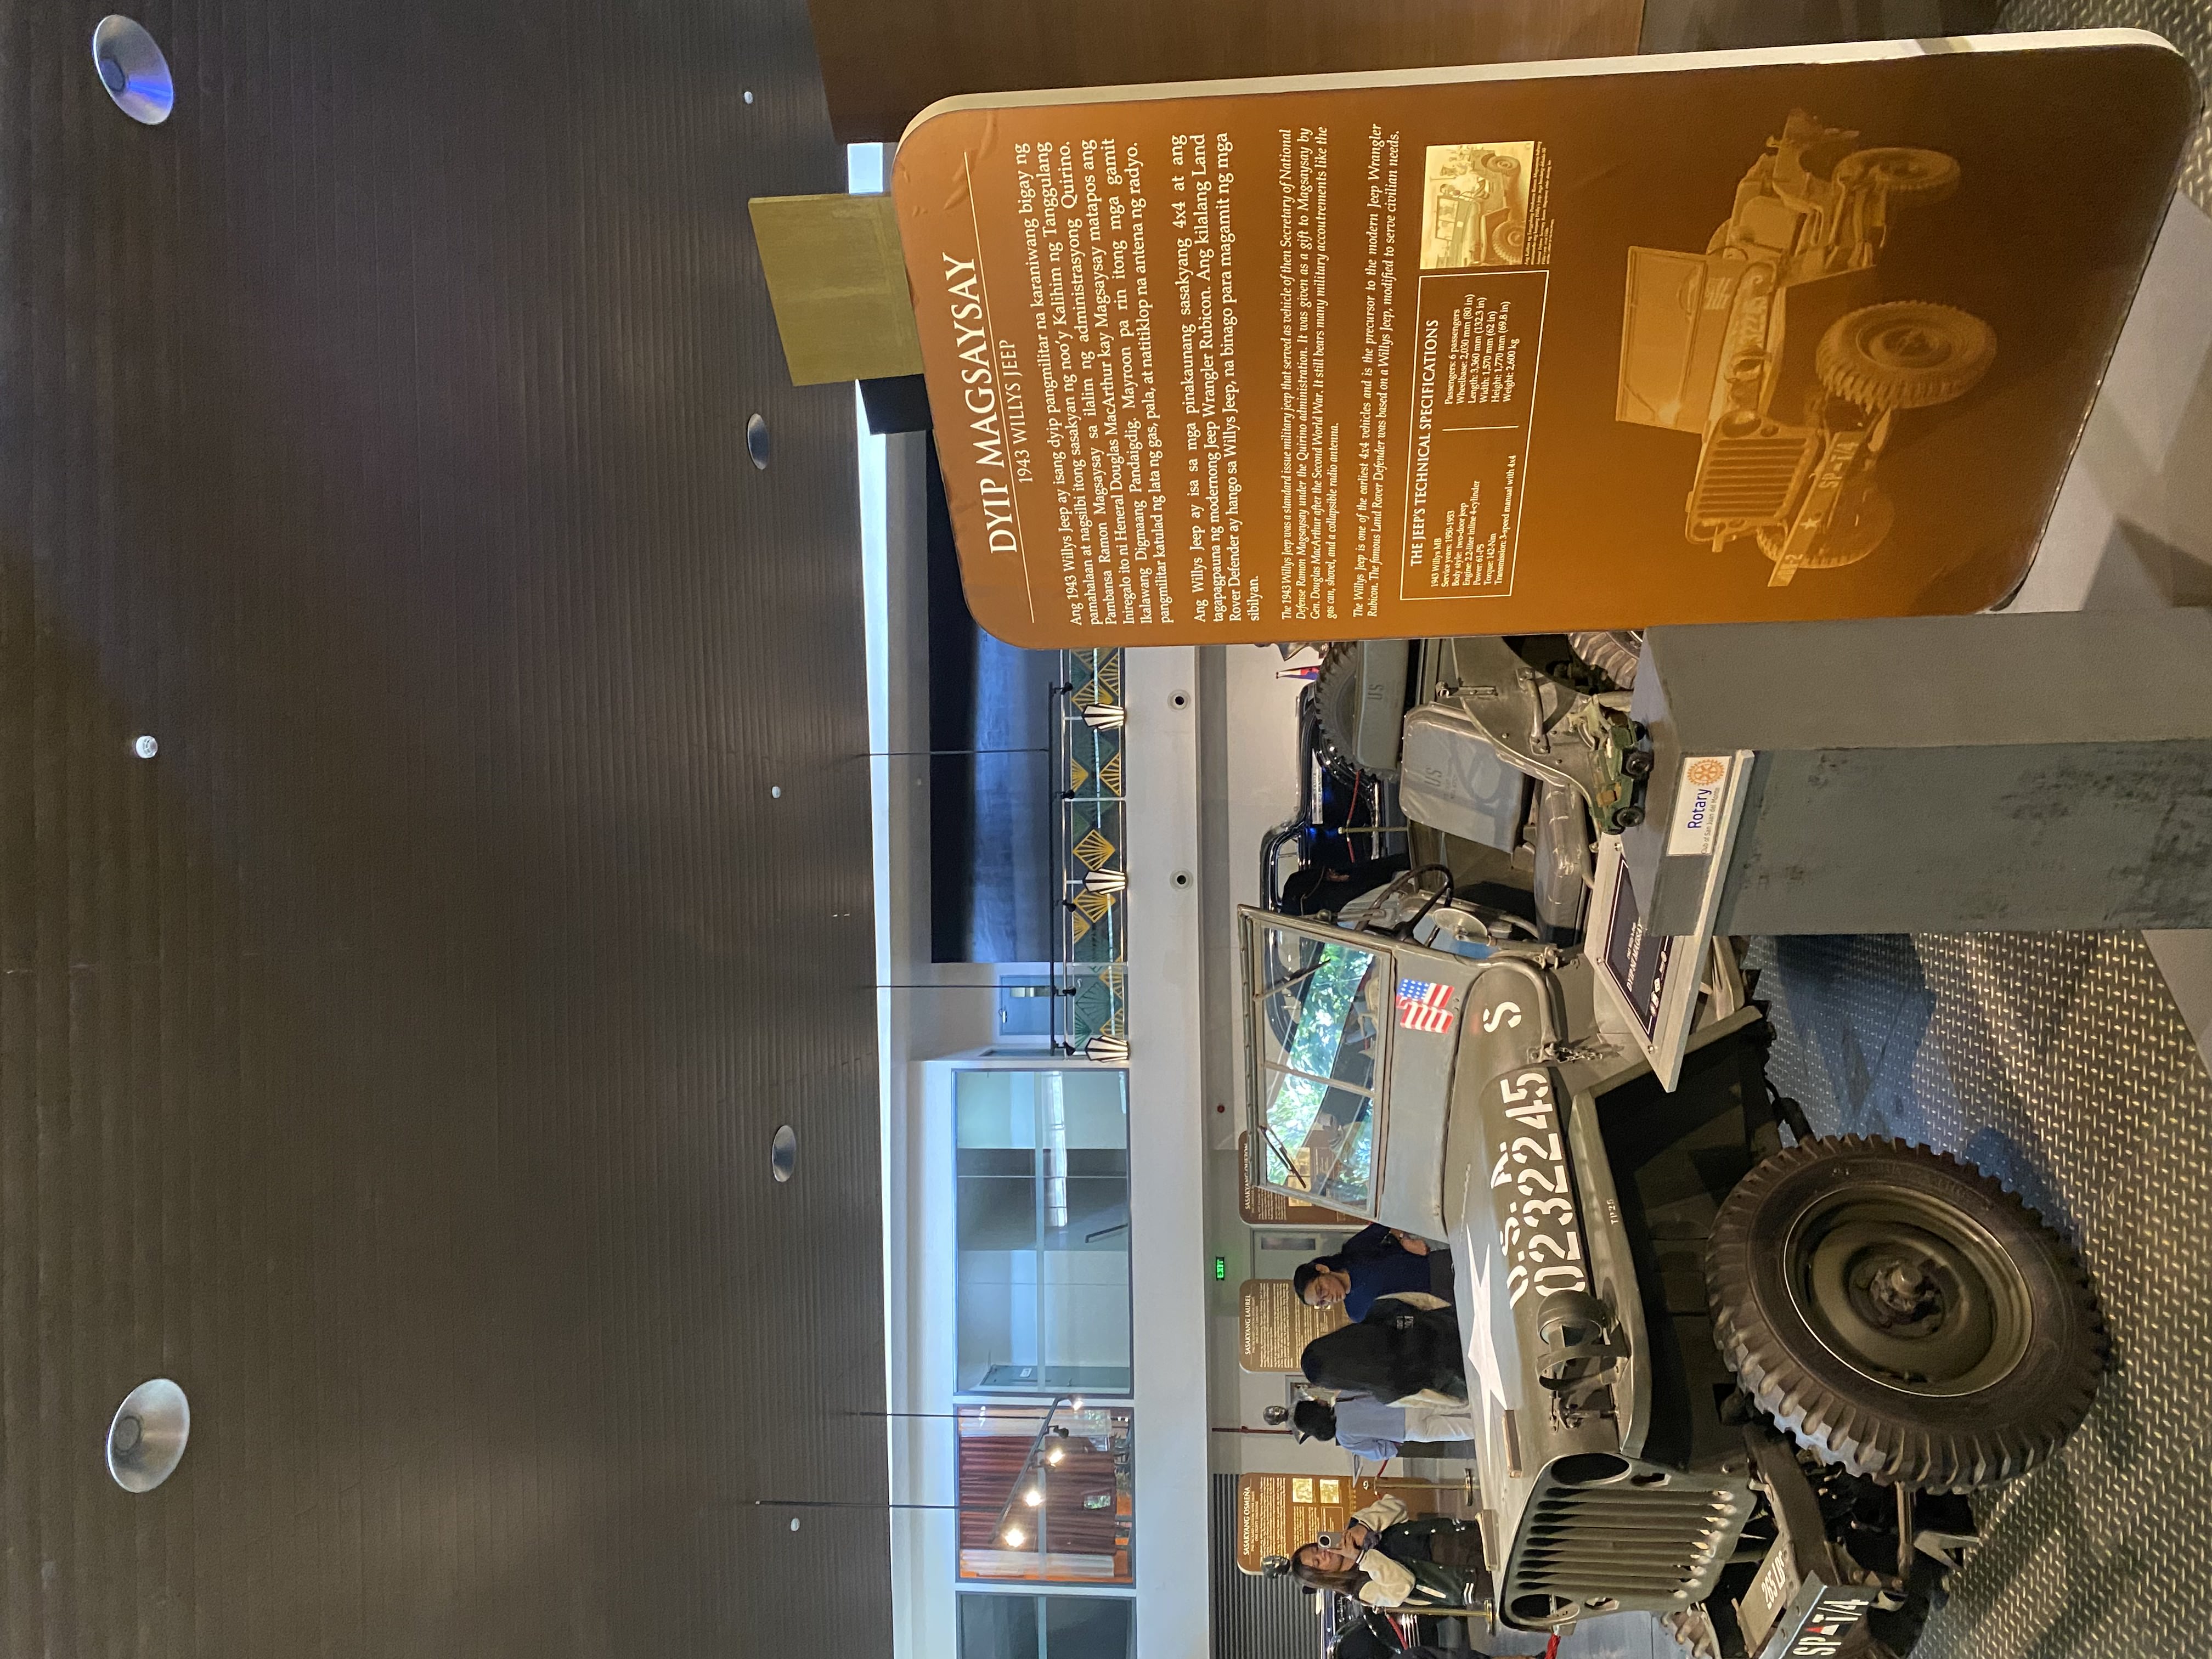 DYIP MAGSAYSAY
1943 WILLYS JEEP
Ang 1943 Willys Jeep ay isang dyip pangmilitar na karaniwang bigay ng
pamahalaan at nagsilbi itong sasakyan ng noo'y Kalihim ng Tanggulang
Pambansa Ramon Magsaysay sa ilalim ng administrasyong Quirino.
Iniregalo ito ni Heneral Douglas MacArthur kay Magsaysay matapos ang
Ikalawang Digmaang Pandaigdig. Mayroon pa rin itong mga gamit
pangmilitar katulad ng lata ng gas, pala, at natitiklop na antena ng radyo.
Ang Willys Jeep ay isa sa mga pinakaunang sasakyang 4x4 at ang
tagapagpauna ng modernong Jeep Wrangler Rubicon. Ang kilalang Land
Rover Defender ay hango sa Willys Jeep, na binago para magamit ng mga
sibilyan.
The 1943 Willys Jeep was a standard issue military jeep that served as vehicle of then Secretary of National
Defense Ramon Magsaysay under the Quirino administration. It was given as a gift to Magsaysay by
Gen. Douglas MacArthur after the Second World War. It still bears many military accoutrements like the
gas can, shovel, and a collapsible radio antenna.
The Willys Jeep is one of the earliest 4x4 vehicles and is the precursor to the modern Jeep Wrangler
Rubicon. The famous Land Rover Defender was based on a Willys Jeep, modified to serve civilian needs.
THE JEEP'S TECHNICAL SPECIFICATIONS
1943 Willys MB
Service years: 1950-1953
Body style: two-door jeep
Engine: 2.2-liter inline 4-cylinder
Power: 61-PS
Torque: 142-Nm
Transmission: 3-speed manual with 4x4
Passengers: 6 passengers
Wheelbase: 2,030 mm (80 in)
Length: 3,360 mm (132.3 in)
Width: 1,570 mm (62 in)
Height: 1,770 mm (69.8 in)
Weight: 2,600 kg
SP T/4
EXIT
SASAKYANG OSMEÑA
SASAKYANG LAUREL
SASAKYANG QUEZON
US
US
U.S.A.
0232245
S
TP25
DYIP NI MAGSAY
Rotary
Club of San Juan del Monte
SP T/4